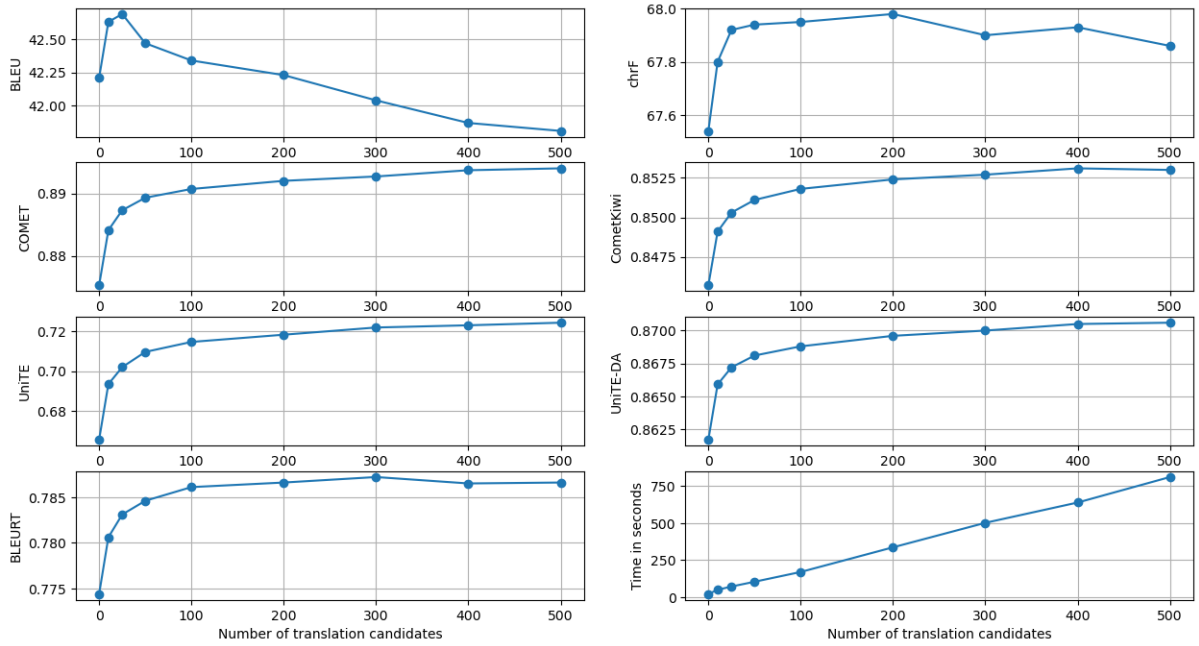 42.50
42.25
42.00
BLEU
0 100 200 300 400 500
68.0
67.8
67.6
chrF
0 100 200 300 400 500
0.89
0.88
COMET
0 100 200 300 400 500
0.8525
0.8500
0.8475
CometKiwi
0 100 200 300 400 500
0.72
0.70
0.68
UniTE
0 100 200 300 400 500
0.8700
0.8675
0.8650
0.8625
UniTE-DA
0 100 200 300 400 500
0.785
0.780
0.775
BLEURT
0 100 200 300 400 500
Number of translation candidates
750
500
250
0
Time in seconds
0 100 200 300 400 500
Number of translation candidates